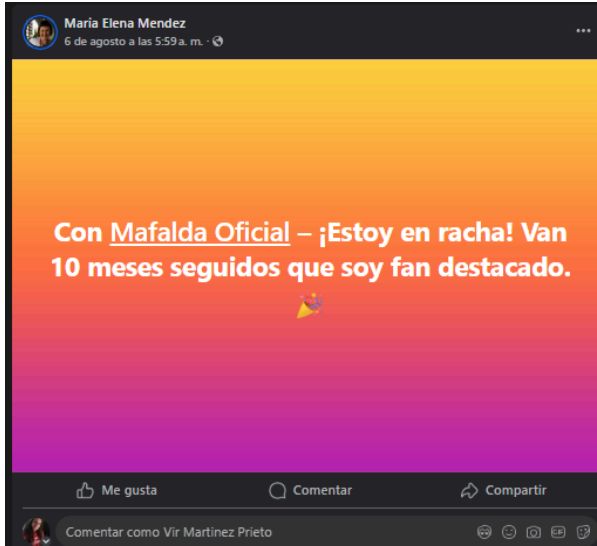 Maria Elena Mendez
6 de agosto a las 5:59 a. m. ·
Con Mafalda Oficial – ¡Estoy en racha! Van
10 meses seguidos que soy fan destacado.
Me gusta
Comentar
Compartir
Comentar como Vir Martinez Prieto
GIF